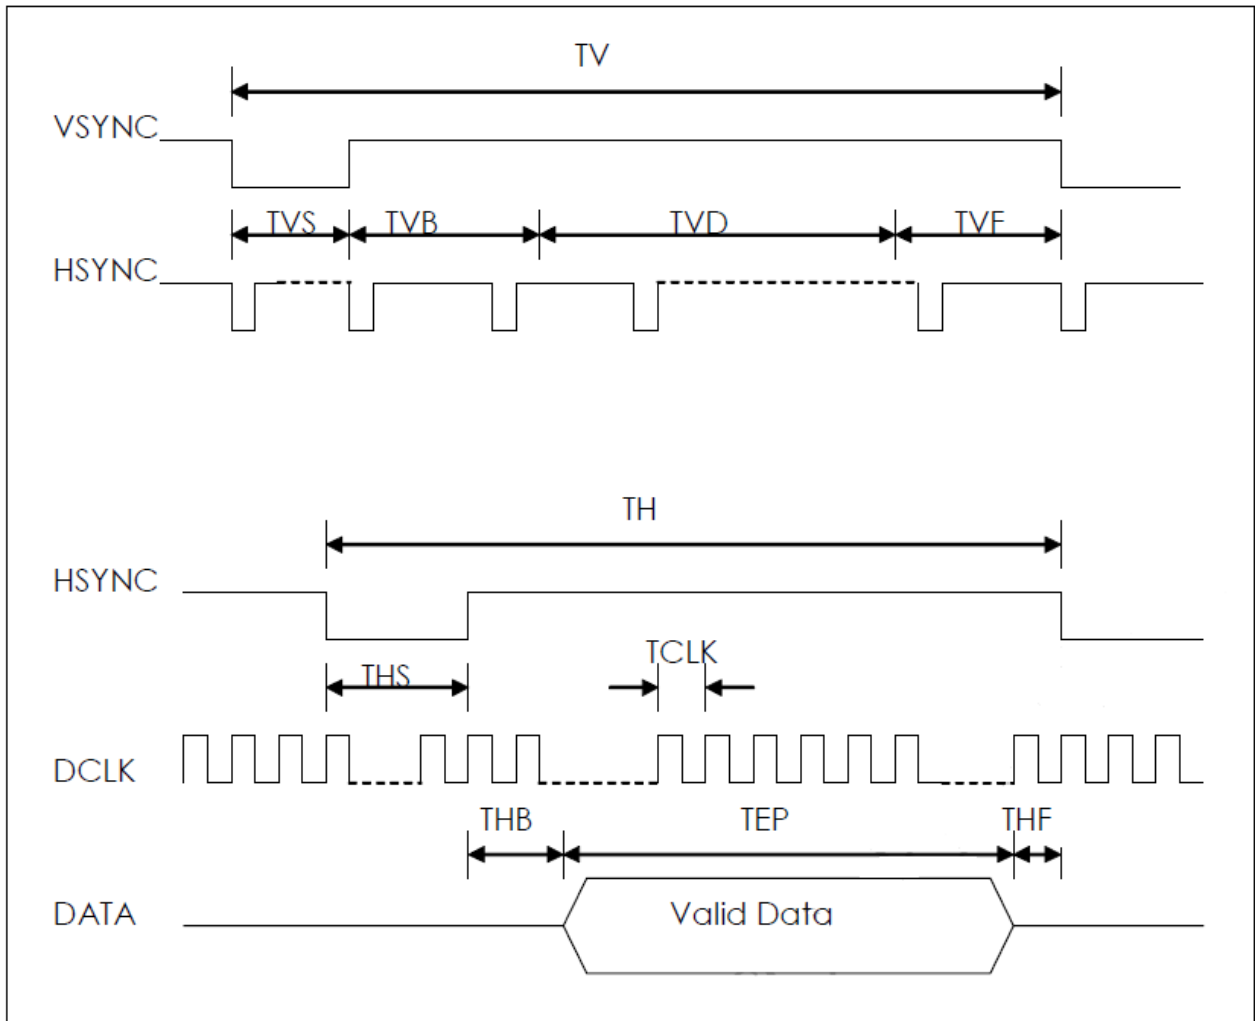 TV
VSYNC
TVS TVB TVD TVF
HSYNC
TH
HSYNC
TCLK
THS
DCLK
THB TEP THF
DATA Valid Data